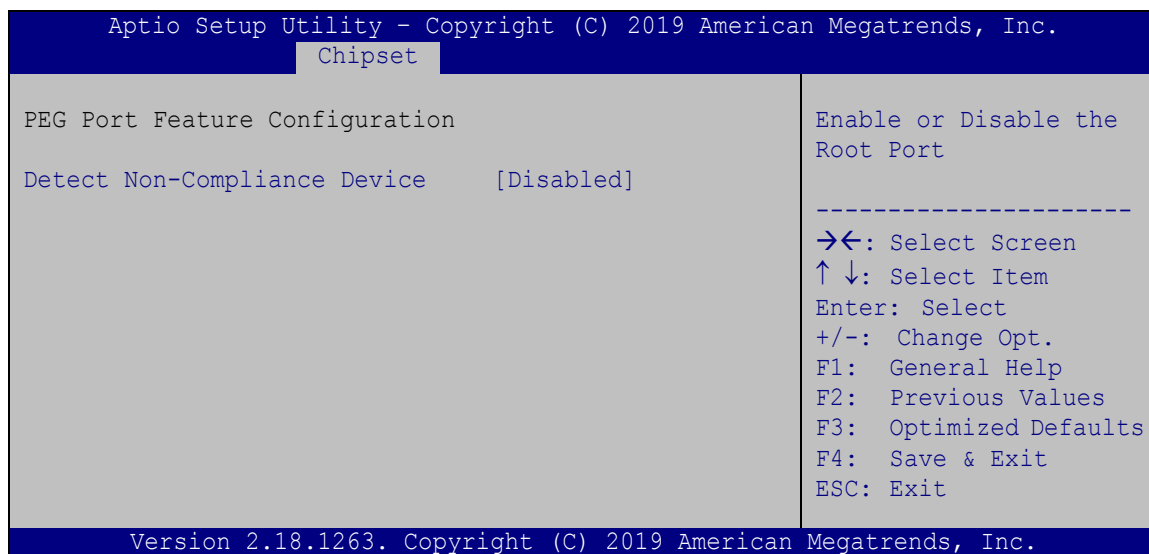 Aptio Setup Utility – Copyright (C) 2019 American Megatrends, Inc.
Chipset
PEG Port Feature Configuration
Detect Non-Compliance Device [Disabled]
Enable or Disable the
Root Port
----------------------
→←: Select Screen
↑ ↓: Select Item
Enter: Select
+/-: Change Opt.
F1: General Help
F2: Previous Values
F3: Optimized Defaults
F4: Save & Exit
ESC: Exit
Version 2.18.1263. Copyright (C) 2019 American Megatrends, Inc.